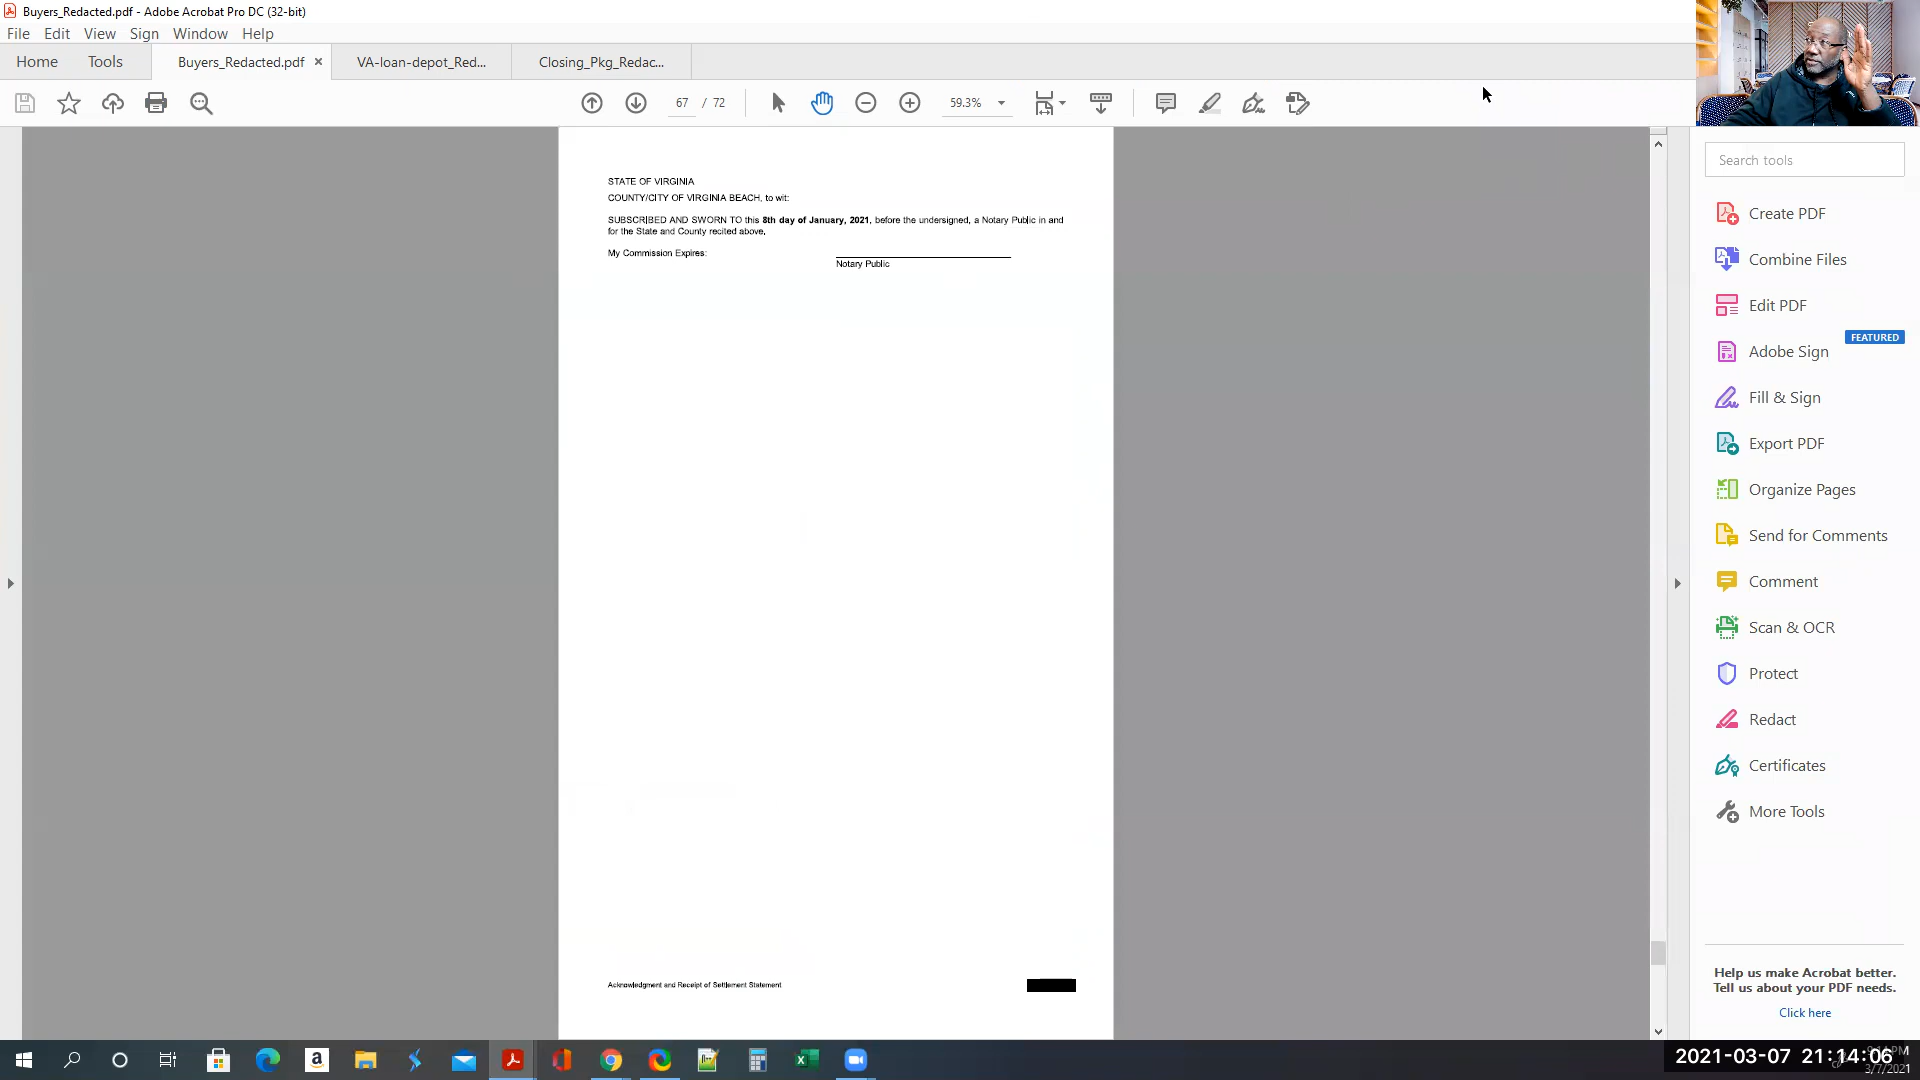 Buyers_Redacted.pdf - Adobe Acrobat Pro DC (32-bit)
File Edit View Sign Window Help
Home Tools Buyers_Redacted.pdf × VA-loan-depot_Red... Closing_Pkg_Redac...
67 / 72 59.3%
STATE OF VIRGINIA
COUNTY/CITY OF VIRGINIA BEACH, to wit:
SUBSCRIBED AND SWORN TO this 8th day of January, 2021, before the undersigned, a Notary Public in and
for the State and County recited above,
My Commission Expires:
Notary Public
Acknowledgment and Receipt of Settlement Statement
Search tools
Create PDF
Combine Files
Edit PDF
FEATURED
Adobe Sign
Fill & Sign
Export PDF
Organize Pages
Send for Comments
Comment
Scan & OCR
Protect
Redact
Certificates
More Tools
Help us make Acrobat better.
Tell us about your PDF needs.
Click here
2021-03-07 21:14:06
3/7/2021